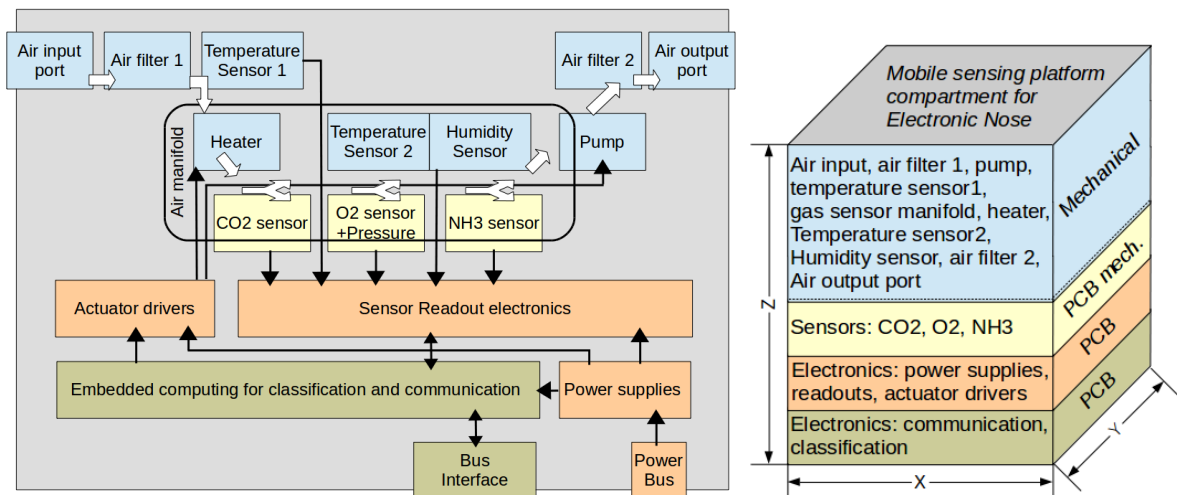 Air input
port
Air filter 1
Temperature
Sensor 1
Air filter 2
Air output
port
Air manifold
Heater
Temperature
Sensor 2
Humidity
Sensor
Pump
CO2 sensor
O2 sensor
+Pressure
NH3 sensor
Actuator drivers
Sensor Readout electronics
Embedded computing for classification and communication
Power supplies
Bus
Interface
Power
Bus
Mobile sensing platform
compartment for
Electronic Nose
Air input, air filter 1, pump,
temperature sensor1,
gas sensor manifold, heater,
Temperature sensor2,
Humidity sensor, air filter 2,
Air output port
Mechanical
Sensors: CO2, O2, NH3
PCB mech.
Electronics: power supplies,
readouts, actuator drivers
PCB
Electronics: communication,
classification
PCB
Z
X
Y